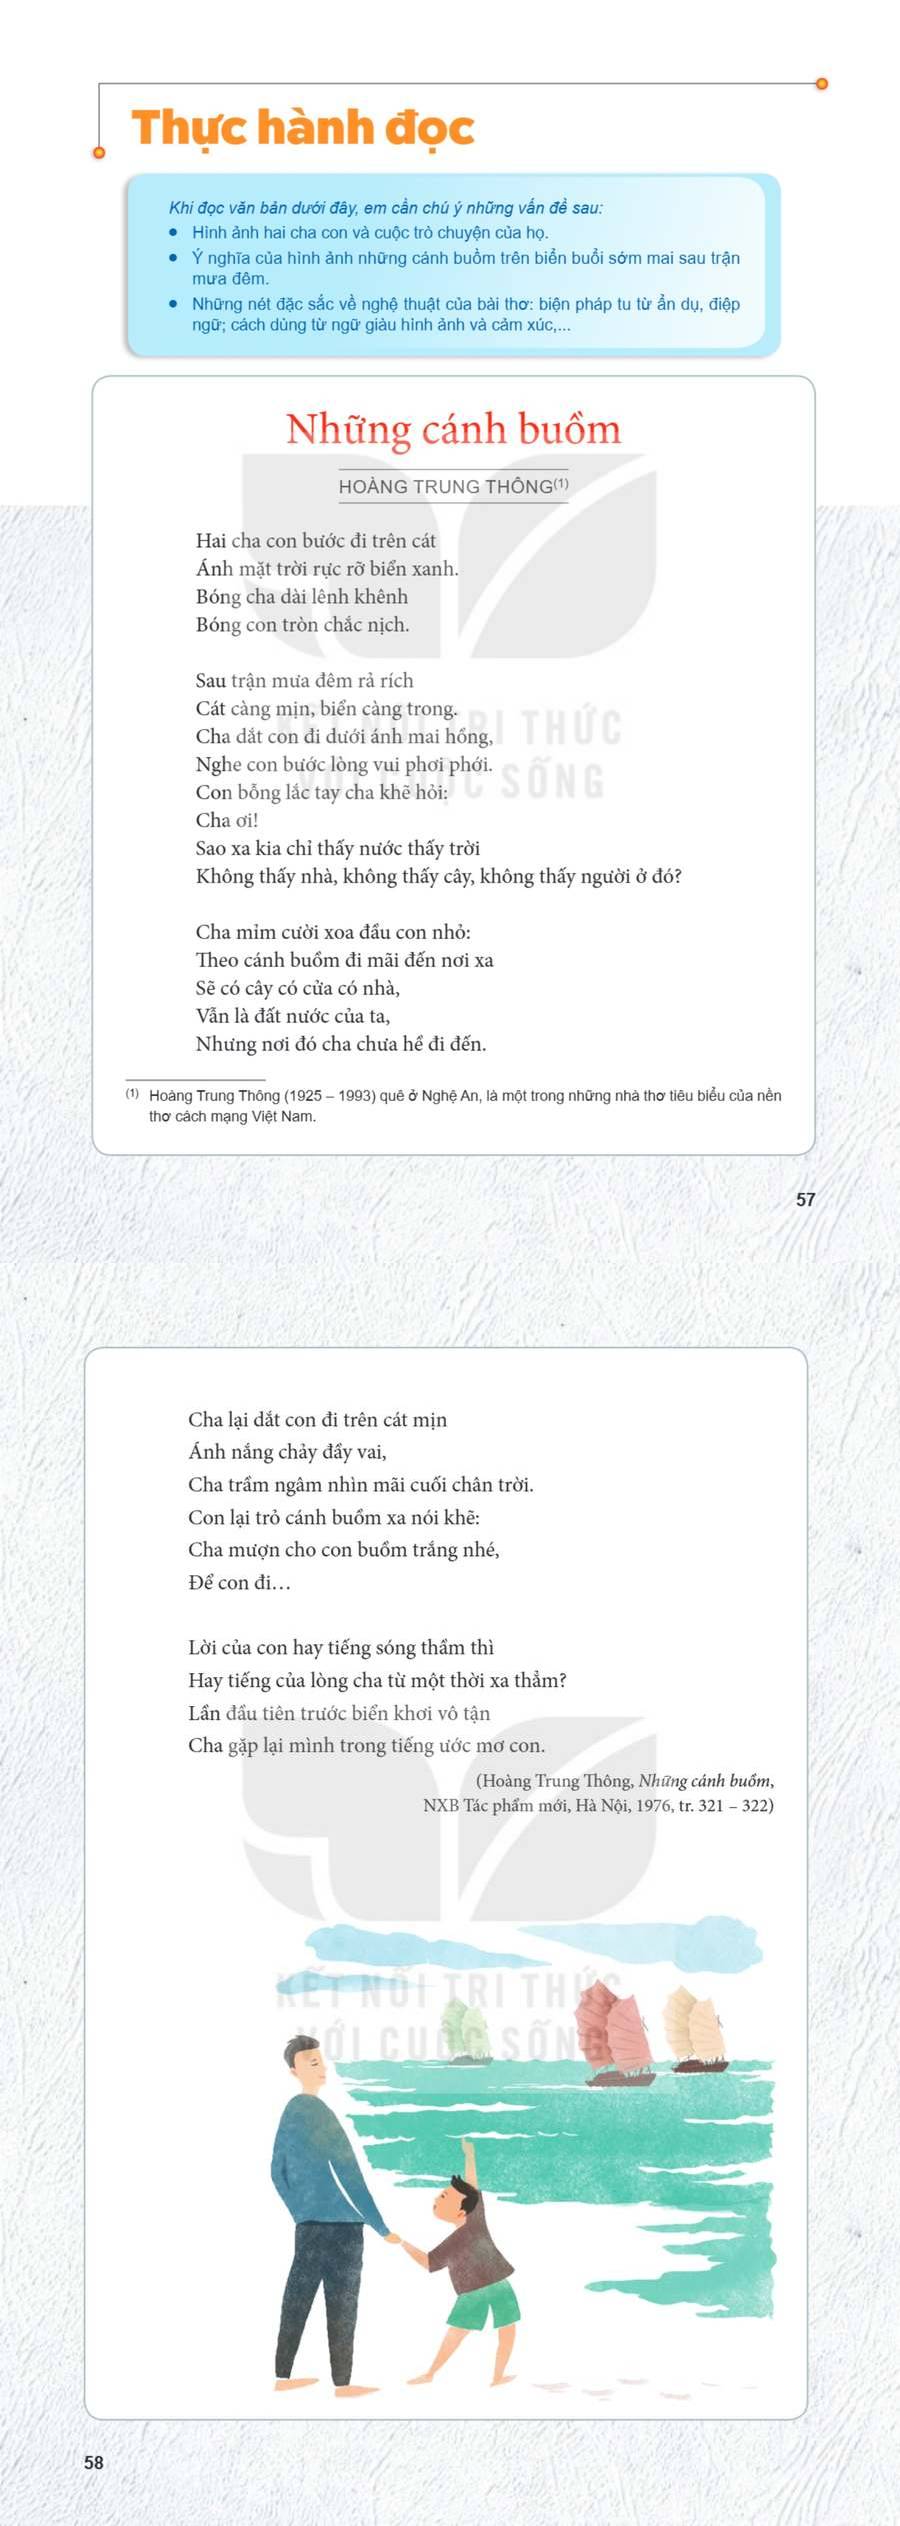 Thực hành đọc
Khi đọc văn bản dưới đây, em cần chú ý những vấn đề sau:
• Hình ảnh hai cha con và cuộc trò chuyện của họ.
• Ý nghĩa của hình ảnh những cánh buồm trên biển buổi sớm mai sau trận
mưa đêm.
• Những nét đặc sắc về nghệ thuật của bài thơ: biện pháp tu từ ẩn dụ, điệp
ngữ; cách dùng từ ngữ giàu hình ảnh và cảm xúc,...
Những cánh buồm
HOÀNG TRUNG THÔNG(1)
Hai cha con bước đi trên cát
Ánh mặt trời rực rỡ biển xanh.
Bóng cha dài lênh khênh
Bóng con tròn chắc nịch.
Sau trận mưa đêm rả rích
Cát càng mịn, biển càng trong.
Cha dắt con đi dưới ánh mai hồng,
Nghe con bước lòng vui phơi phới.
Con bỗng lắc tay cha khẽ hỏi:
Cha ơi!
Sao xa kia chỉ thấy nước thấy trời
Không thấy nhà, không thấy cây, không thấy người ở đó?
Cha mỉm cười xoa đầu con nhỏ:
Theo cánh buồm đi mãi đến nơi xa
Sẽ có cây có cửa có nhà,
Vẫn là đất nước của ta,
Nhưng nơi đó cha chưa hề đi đến.
KẾT NỐI TRI THỨC
VỚI CUỘC SỐNG
(1) Hoàng Trung Thông (1925 – 1993) quê ở Nghệ An, là một trong những nhà thơ tiêu biểu của nền
thơ cách mạng Việt Nam.
57
Cha lại dắt con đi trên cát mịn
Ánh nắng chảy đầy vai,
Cha trầm ngâm nhìn mãi cuối chân trời.
Con lại trỏ cánh buồm xa nói khẽ:
Cha mượn cho con buồm trắng nhé,
Để con đi...
Lời của con hay tiếng sóng thầm thì
Hay tiếng của lòng cha từ một thời xa thẳm?
Lần đầu tiên trước biển khơi vô tận
Cha gặp lại mình trong tiếng ước mơ con.
(Hoàng Trung Thông, Những cánh buồm,
NXB Tác phẩm mới, Hà Nội, 1976, tr. 321 – 322)
KẾT NỐI TRI THỨC
VỚI CUỘC SỐNG
58